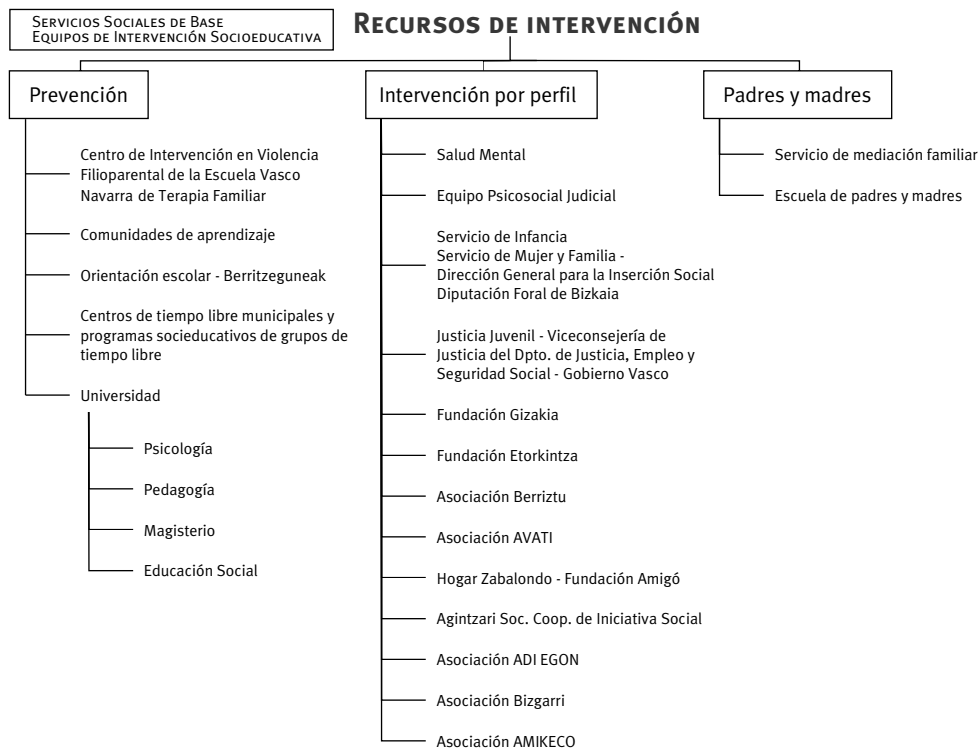 SERVICIOS SOCIALES DE BASE
EQUIPOS DE INTERVENCIÓN SOCIOEDUCATIVA
RECURSOS DE INTERVENCIÓN
Prevención
Centro de Intervención en Violencia
Filioparental de la Escuela Vasco
Navarra de Terapia Familiar
Comunidades de aprendizaje
Orientación escolar - Berritzeguneak
Centros de tiempo libre municipales y
programas socieducativos de grupos de
tiempo libre
Universidad
Psicología
Pedagogía
Magisterio
Educación Social
Intervención por perfil
Salud Mental
Equipo Psicosocial Judicial
Servicio de Infancia
Servicio de Mujer y Familia -
Dirección General para la Inserción Social
Diputación Foral de Bizkaia
Justicia Juvenil - Viceconsejería de
Justicia del Dpto. de Justicia, Empleo y
Seguridad Social - Gobierno Vasco
Fundación Gizakia
Fundación Etorkintza
Asociación Berriztu
Asociación AVATI
Hogar Zabalondo - Fundación Amigó
Agintzari Soc. Coop. de Iniciativa Social
Asociación ADI EGON
Asociación Bizgarri
Asociación AMIKECO
Padres y madres
Servicio de mediación familiar
Escuela de padres y madres